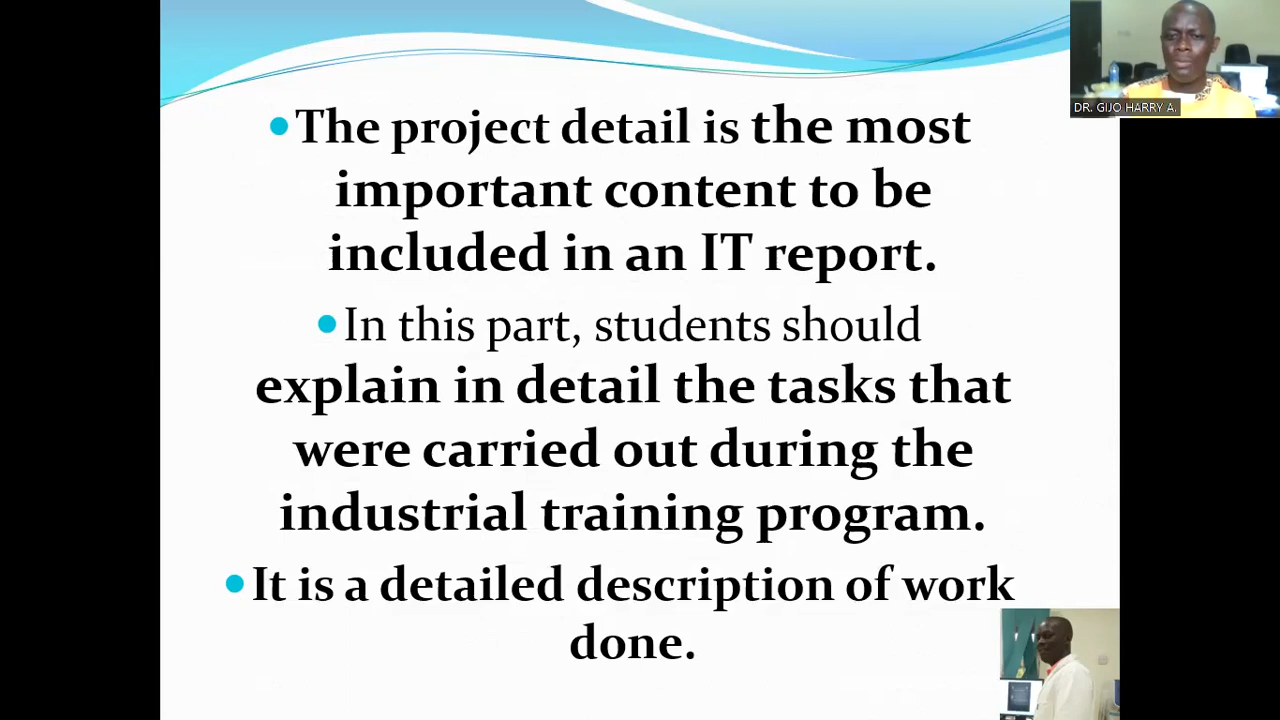 DR. GIJO HARRY A.
•The project detail is the most
important content to be
included in an IT report.
•In this part, students should
explain in detail the tasks that
were carried out during the
industrial training program.
•It is a detailed description of work
done.